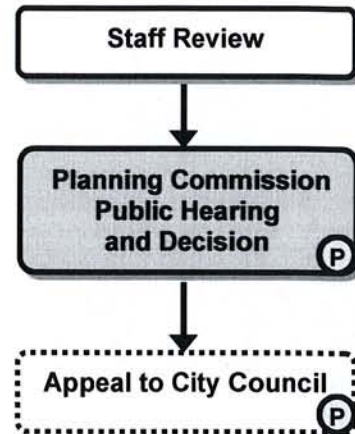 Staff Review
Planning Commission
Public Hearing
and Decision
P
Appeal to City Council
P